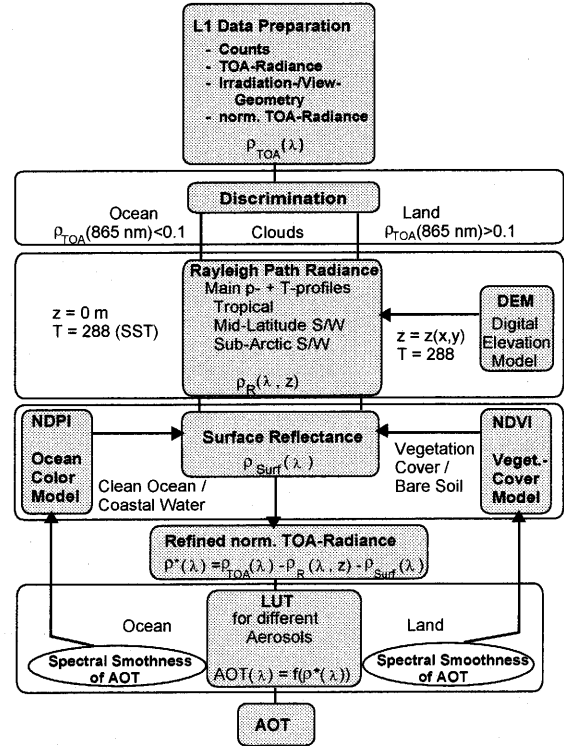 L1 Data Preparation
- Counts
- TOA-Radiance
- Irradiation-/View-
Geometry
- norm. TOA-Radiance
ρTOA(λ)
Discrimination
Ocean
ρTOA(865 nm)<0.1
Clouds
Land
ρTOA(865 nm)>0.1
Rayleigh Path Radiance
Main p- + T-profiles
Tropical
Mid-Latitude S/W
Sub-Arctic S/W
ρR(λ, z)
z = 0 m
T = 288 (SST)
z = z(x,y)
T = 288
DEM
Digital
Elevation
Model
NDPI
Ocean
Color
Model
Clean Ocean /
Coastal Water
Surface Reflectance
ρSurf(λ)
Vegetation
Cover /
Bare Soil
NDVI
Veget.-
Cover
Model
Refined norm. TOA-Radiance
ρ*(λ) =ρTOA(λ) - ρR(λ, z) - ρSurf(λ)
LUT
for different
Aerosols
AOT(λ) = f(ρ*(λ))
Ocean
Land
Spectral Smothness
of AOT
Spectral Smothness
of AOT
AOT